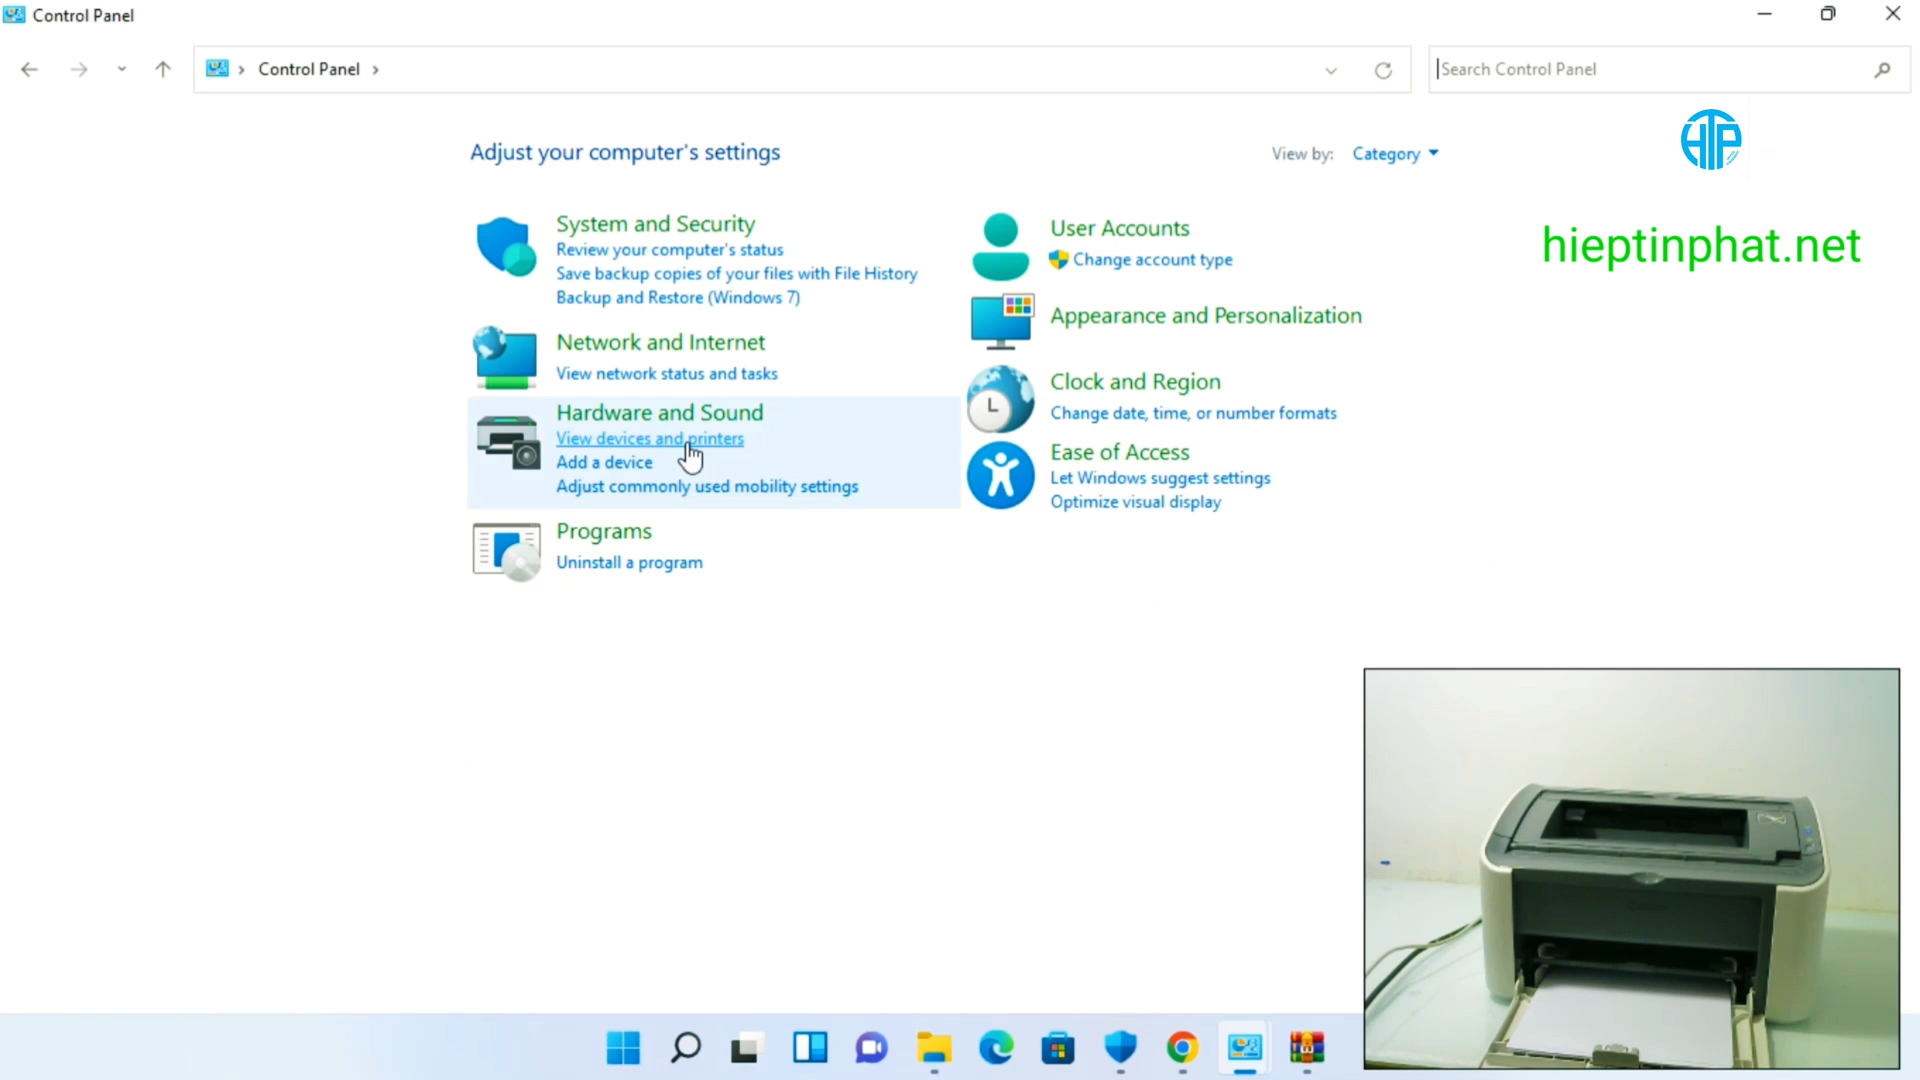 Control Panel
Control Panel
Search Control Panel
Adjust your computer's settings
View by: Category
HTP
hieptinphat.net
System and Security
Review your computer's status
Save backup copies of your files with File History
Backup and Restore (Windows 7)
Network and Internet
View network status and tasks
Hardware and Sound
View devices and printers
Add a device
Adjust commonly used mobility settings
Programs
Uninstall a program
User Accounts
Change account type
Appearance and Personalization
Clock and Region
Change date, time, or number formats
Ease of Access
Let Windows suggest settings
Optimize visual display